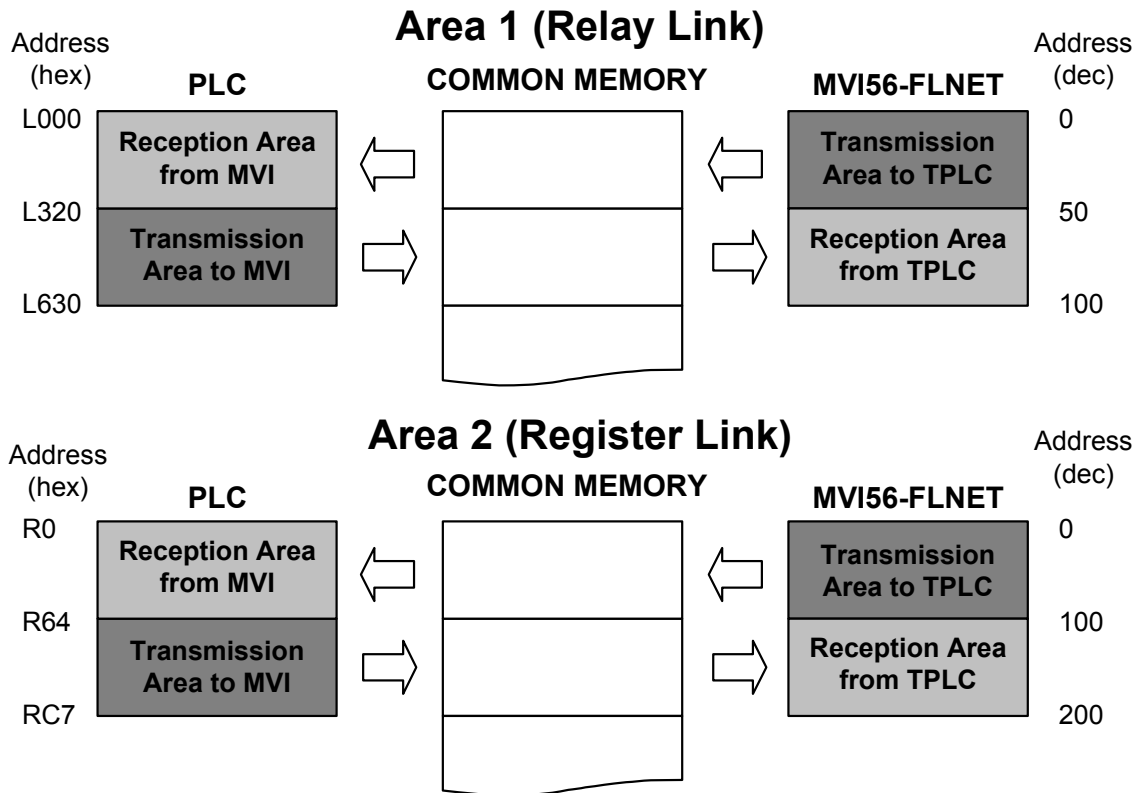 Area 1 (Relay Link)
Address
(hex)
PLC
COMMON MEMORY
MVI56-FLNET
Address
(dec)
L000
Reception Area
from MVI
Transmission
Area to TPLC
0
L320
Transmission
Area to MVI
Reception Area
from TPLC
50
L630
100
Area 2 (Register Link)
Address
(hex)
PLC
COMMON MEMORY
MVI56-FLNET
Address
(dec)
R0
Reception Area
from MVI
Transmission
Area to TPLC
0
R64
Transmission
Area to MVI
Reception Area
from TPLC
100
RC7
200